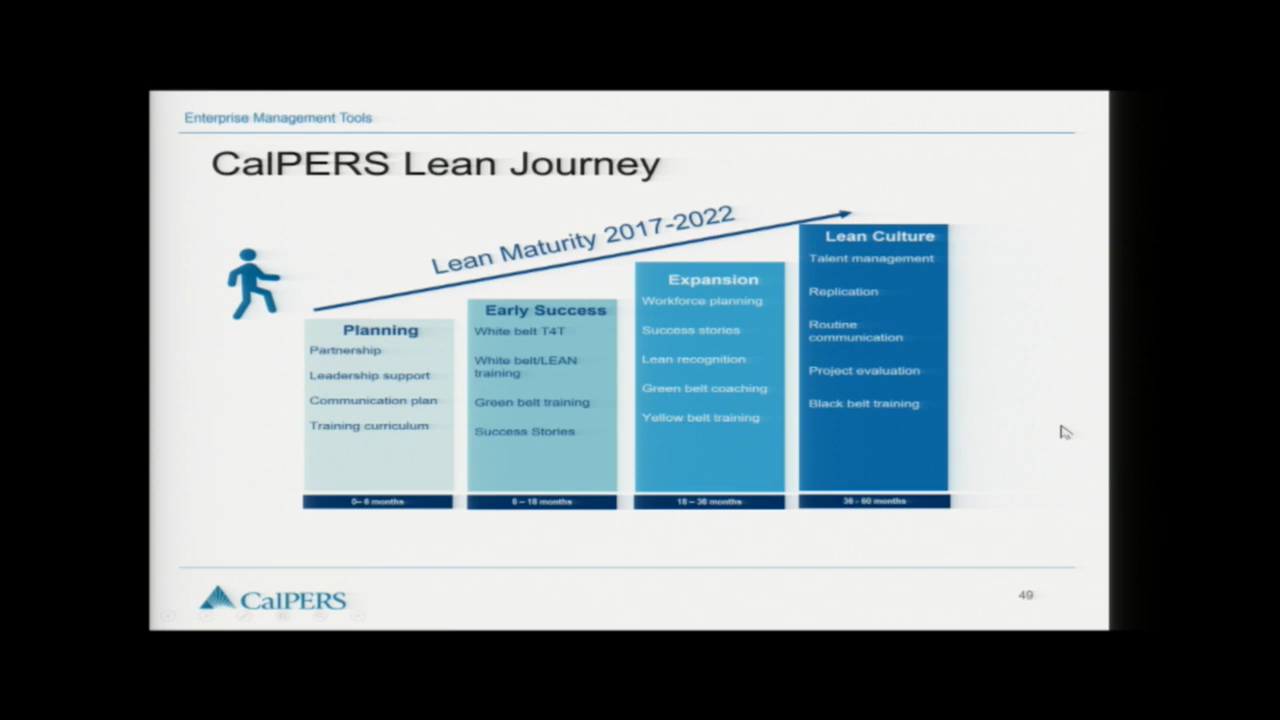 Enterprise Management Tools
CalPERS Lean Journey
Lean Maturity 2017-2022
Planning
Partnership
Leadership support
Communication plan
Training curriculum
0– 6 months
Early Success
White belt T4T
White belt/LEAN
training
Green belt training
Success Stories
6 – 18 months
Expansion
Workforce planning
Success stories
Lean recognition
Green belt coaching
Yellow belt training
18 – 36 months
Lean Culture
Talent management
Replication
Routine
communication
Project evaluation
Black belt training
36 - 60 months
CalPERS
49